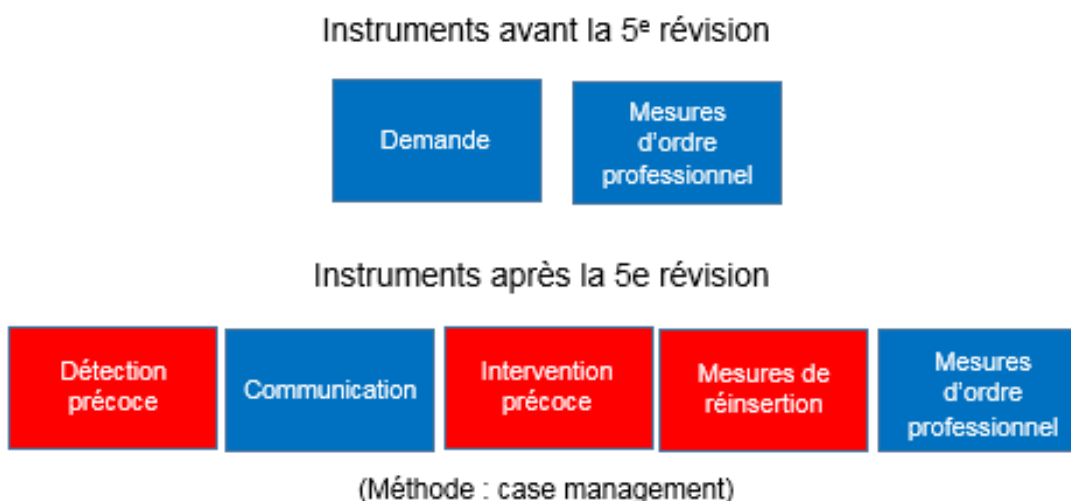 Instruments avant la 5ᵉ révision
Demande
Mesures
d'ordre
professionnel
Instruments après la 5e révision
Détection
précoce
Communication
Intervention
précoce
Mesures de
réinsertion
Mesures
d'ordre
professionnel
(Méthode : case management)